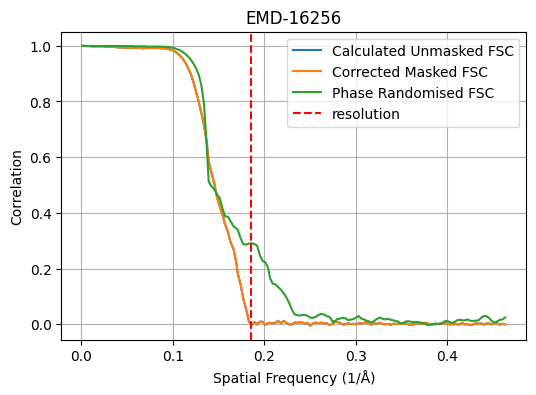 EMD-16256
Calculated Unmasked FSC
Corrected Masked FSC
Phase Randomised FSC
resolution
Correlation
1.0
0.8
0.6
0.4
0.2
0.0
0.0 0.1 0.2 0.3 0.4
Spatial Frequency (1/Å)